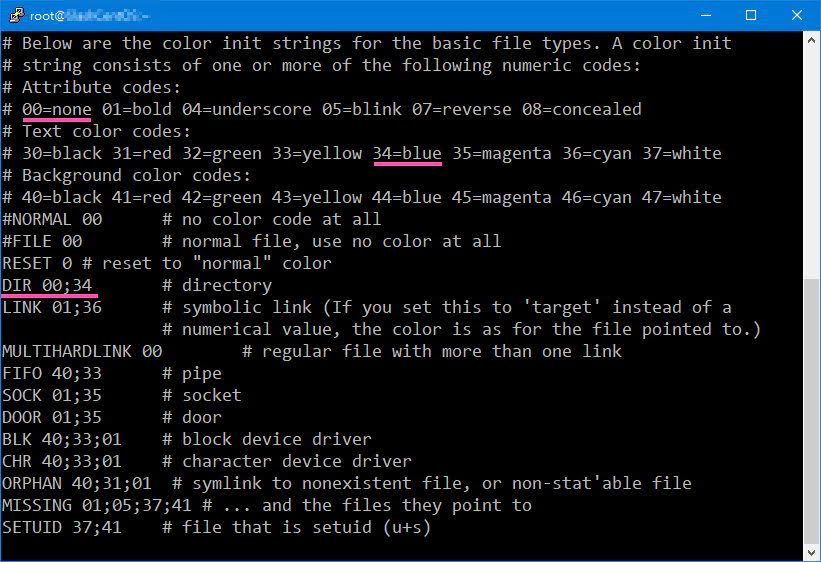 root@
# Below are the color init strings for the basic file types. A color init
# string consists of one or more of the following numeric codes:
# Attribute codes:
# 00=none 01=bold 04=underscore 05=blink 07=reverse 08=concealed
# Text color codes:
# 30=black 31=red 32=green 33=yellow 34=blue 35=magenta 36=cyan 37=white
# Background color codes:
# 40=black 41=red 42=green 43=yellow 44=blue 45=magenta 46=cyan 47=white
#NORMAL 00      # no color code at all
#FILE 00        # normal file, use no color at all
RESET 0 # reset to "normal" color
DIR 00;34       # directory
LINK 01;36      # symbolic link (If you set this to 'target' instead of a
                # numerical value, the color is as for the file pointed to.)
MULTIHARDLINK 00        # regular file with more than one link
FIFO 40;33      # pipe
SOCK 01;35      # socket
DOOR 01;35      # door
BLK 40;33;01    # block device driver
CHR 40;33;01    # character device driver
ORPHAN 40;31;01  # symlink to nonexistent file, or non-stat'able file
MISSING 01;05;37;41 # ... and the files they point to
SETUID 37;41    # file that is setuid (u+s)